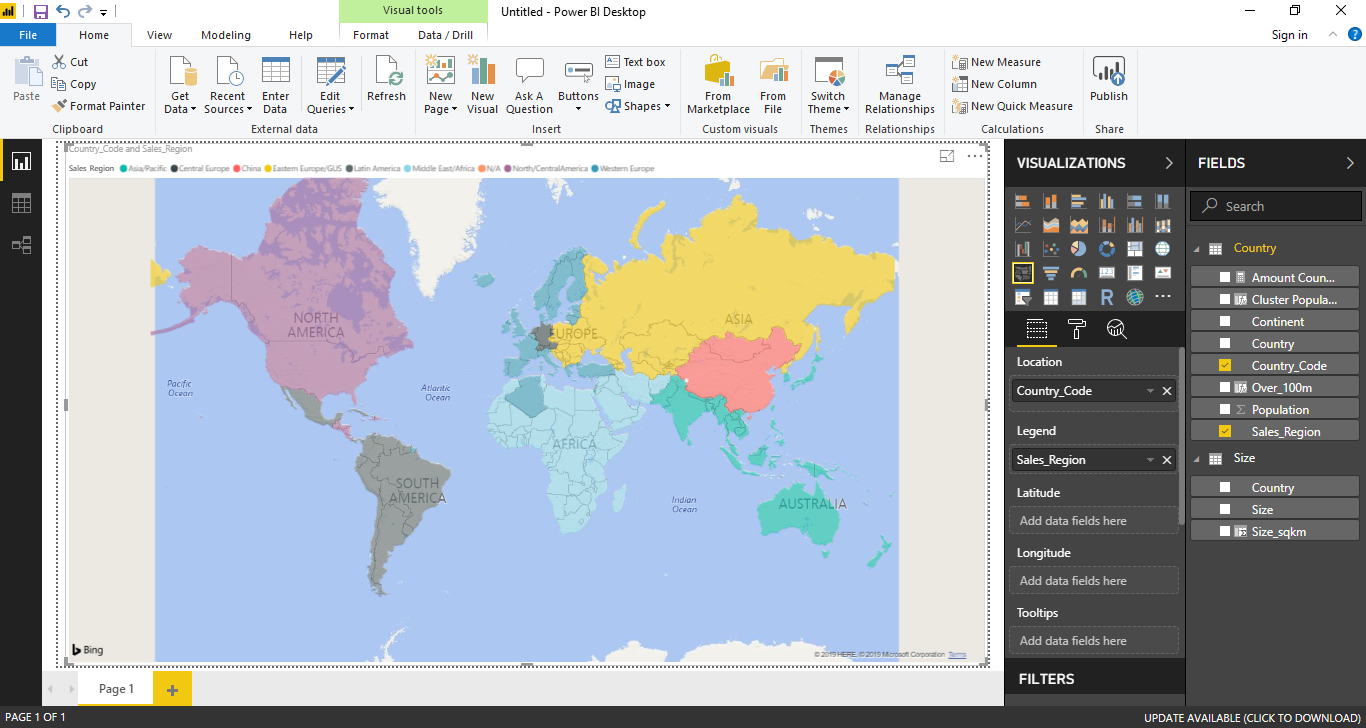 Visual tools
Untitled - Power BI Desktop
File Home View Modeling Help Format Data / Drill Sign in
Paste
Cut
Copy
Format Painter
Clipboard
Get Data
Recent Sources
Enter Data
Edit Queries
Refresh
External data
New Page
New Visual
Ask A Question
Buttons
Text box
Image
Shapes
Insert
From Marketplace
From File
Custom visuals
Switch Theme
Themes
Manage Relationships
Relationships
New Measure
New Column
New Quick Measure
Calculations
Publish
Share
Country_Code and Sales_Region
Sales Region Asia/Pacific Central Europe China Eastern Europe/GUS Latin America Middle East/Africa N/A North/CentralAmerica Western Europe
NORTH
AMERICA
EUROPE
ASIA
Pacific
Ocean
Atlantic
Ocean
AFRICA
SOUTH
AMERICA
Indian
Ocean
AUSTRALIA
Bing
© 2019 HERE, © 2019 Microsoft Corporation Terms
VISUALIZATIONS
R
Location
Country_Code
Legend
Sales_Region
Latitude
Add data fields here
Longitude
Add data fields here
Tooltips
Add data fields here
FILTERS
FIELDS
Search
Country
Amount Coun...
Cluster Popula...
Continent
Country
Country_Code
Over_100m
Population
Sales_Region
Size
Country
Size
Size_sqkm
Page 1
PAGE 1 OF 1
UPDATE AVAILABLE (CLICK TO DOWNLOAD)